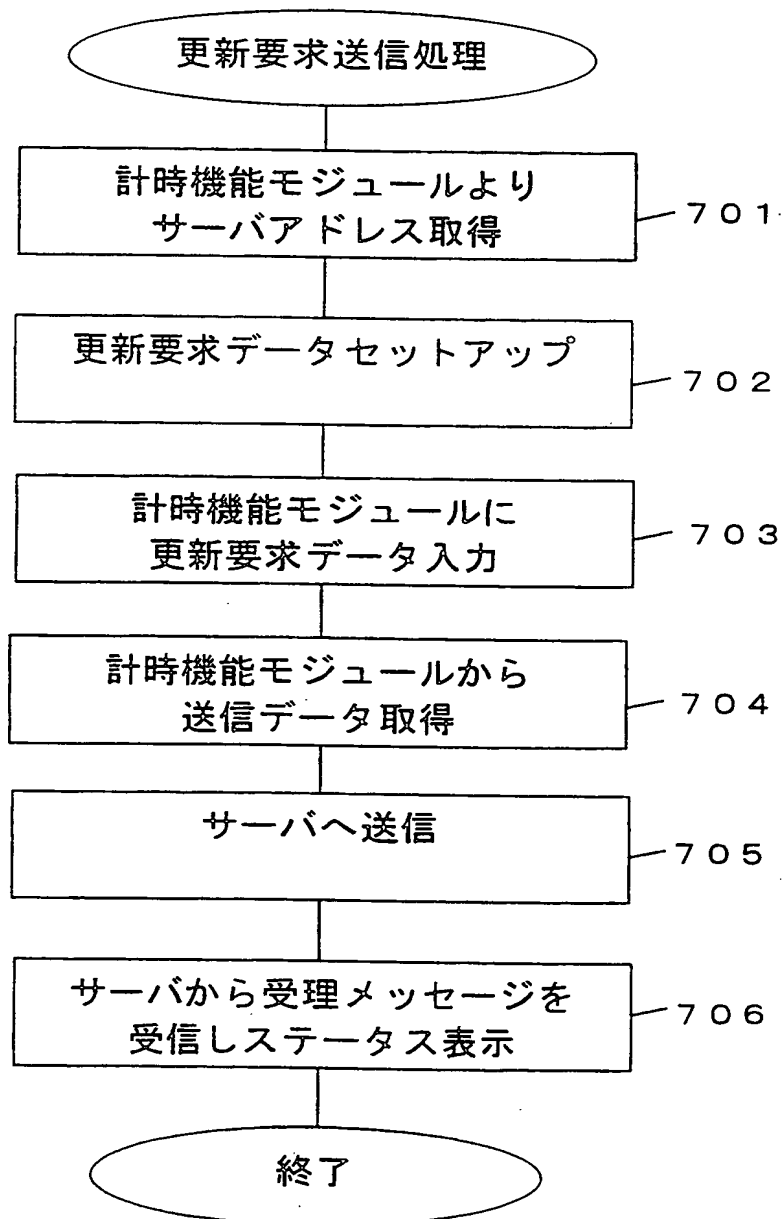 更新要求送信処理
計時機能モジュールより
サーバアドレス取得
701
更新要求データセットアップ
702
計時機能モジュールに
更新要求データ入力
703
計時機能モジュールから
送信データ取得
704
サーバへ送信
705
サーバから受理メッセージを
受信しステータス表示
706
終了